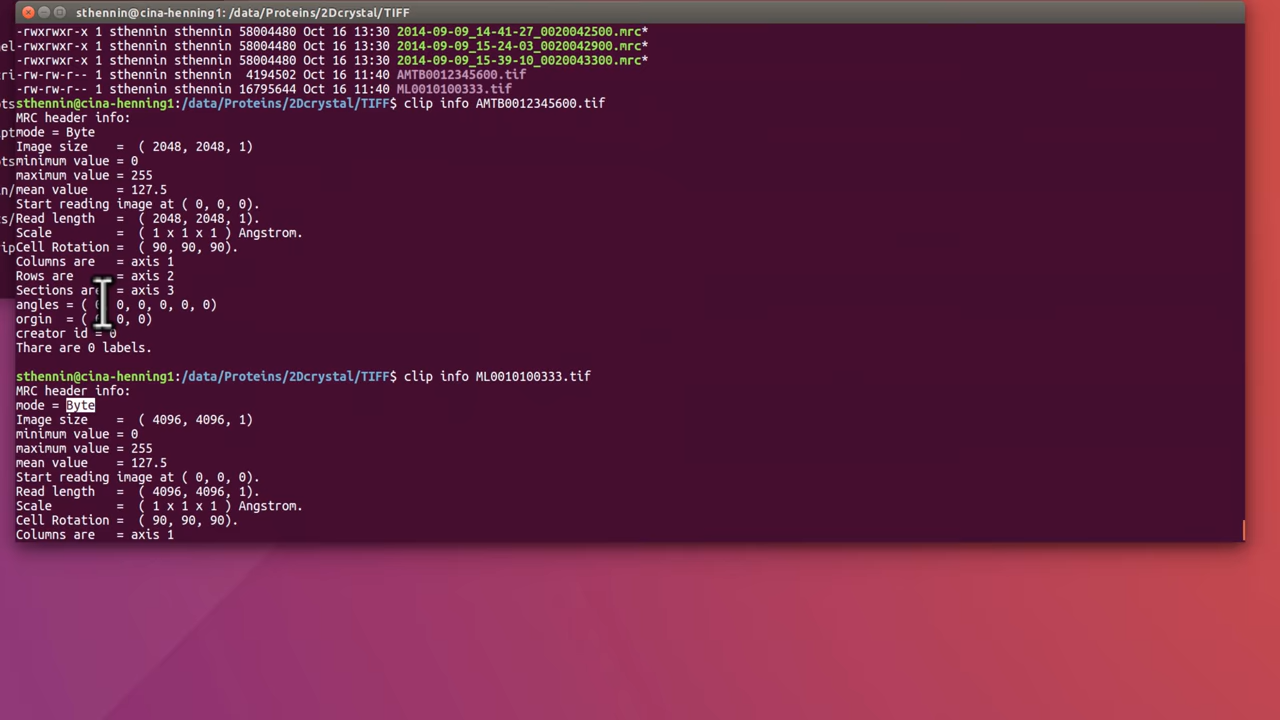 sthennin@cina-henning1: /data/Proteins/2Dcrystal/TIFF
-rwxrwxr-x 1 sthennin sthennin 58004480 Oct 16 13:30 2014-09-09_14-41-27_0020042500.mrc*
-rwxrwxr-x 1 sthennin sthennin 58004480 Oct 16 13:30 2014-09-09_15-24-03_0020042900.mrc*
-rwxrwxr-x 1 sthennin sthennin 58004480 Oct 16 13:30 2014-09-09_15-39-10_0020043300.mrc*
-rw-rw-r-- 1 sthennin sthennin  4194502 Oct 16 11:40 AMTB0012345600.tif
-rw-rw-r-- 1 sthennin sthennin 16795644 Oct 16 11:40 ML0010100333.tif
sthennin@cina-henning1:/data/Proteins/2Dcrystal/TIFF$ clip info AMTB0012345600.tif
MRC header info:
mode = Byte
Image size    =  ( 2048, 2048, 1)
minimum value = 0
maximum value = 255
mean value    = 127.5
Start reading image at ( 0, 0, 0).
Read length   =  ( 2048, 2048, 1).
Scale         =  ( 1 x 1 x 1 ) Angstrom.
Cell Rotation =  ( 90, 90, 90).
Columns are   = axis 1
Rows are      = axis 2
Sections are  = axis 3
angles = ( 0, 0, 0, 0, 0)
orgin  = ( 0, 0)
creator id = 0
Thare are 0 labels.
sthennin@cina-henning1:/data/Proteins/2Dcrystal/TIFF$ clip info ML0010100333.tif
MRC header info:
mode = Byte
Image size    =  ( 4096, 4096, 1)
minimum value = 0
maximum value = 255
mean value    = 127.5
Start reading image at ( 0, 0, 0).
Read length   =  ( 4096, 4096, 1).
Scale         =  ( 1 x 1 x 1 ) Angstrom.
Cell Rotation =  ( 90, 90, 90).
Columns are   = axis 1